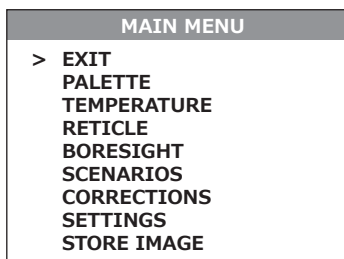 MAIN MENU
> EXIT
PALETTE
TEMPERATURE
RETICLE
BORESIGHT
SCENARIOS
CORRECTIONS
SETTINGS
STORE IMAGE